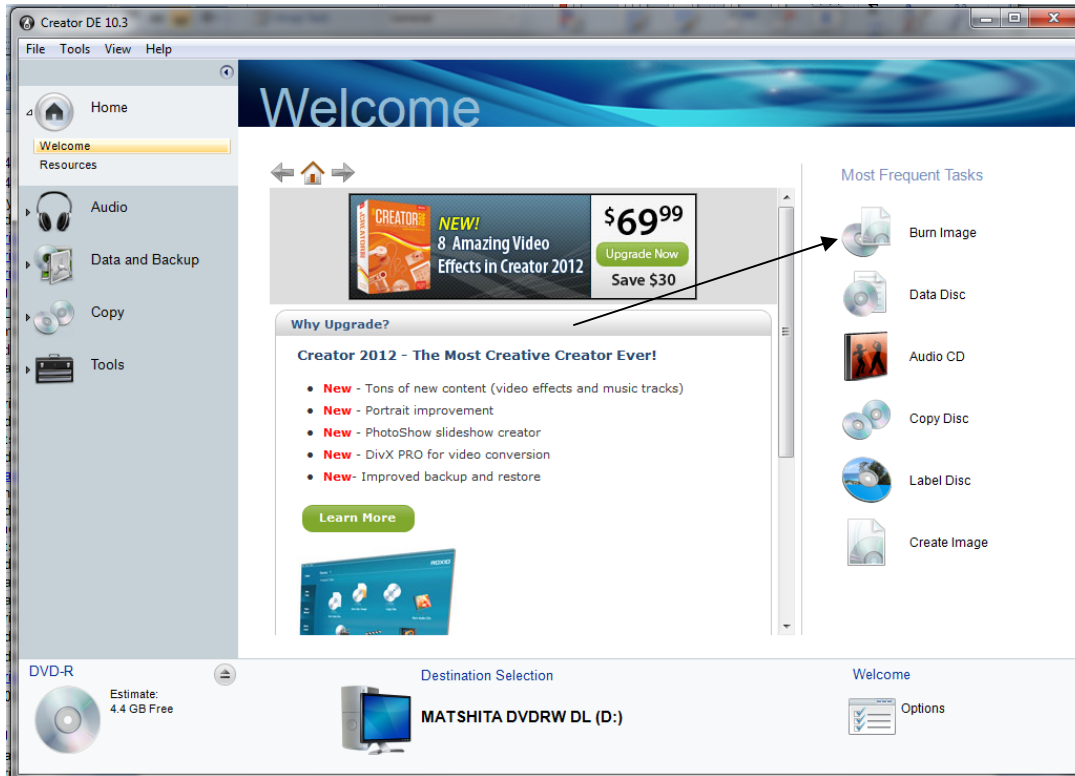 Creator DE 10.3
File Tools View Help
Home
Welcome
Resources
Audio
Data and Backup
Copy
Tools
Welcome
CREATOR
NEW!
8 Amazing Video
Effects in Creator 2012
$69.99
Upgrade Now
Save $30
Why Upgrade?
Creator 2012 - The Most Creative Creator Ever!
• New - Tons of new content (video effects and music tracks)
• New - Portrait improvement
• New - PhotoShow slideshow creator
• New - DivX PRO for video conversion
• New- Improved backup and restore
Learn More
ROXIO
Most Frequent Tasks
Burn Image
Data Disc
Audio CD
Copy Disc
Label Disc
Create Image
DVD-R
Estimate:
4.4 GB Free
Destination Selection
MATSHITA DVDRW DL (D:)
Welcome
Options